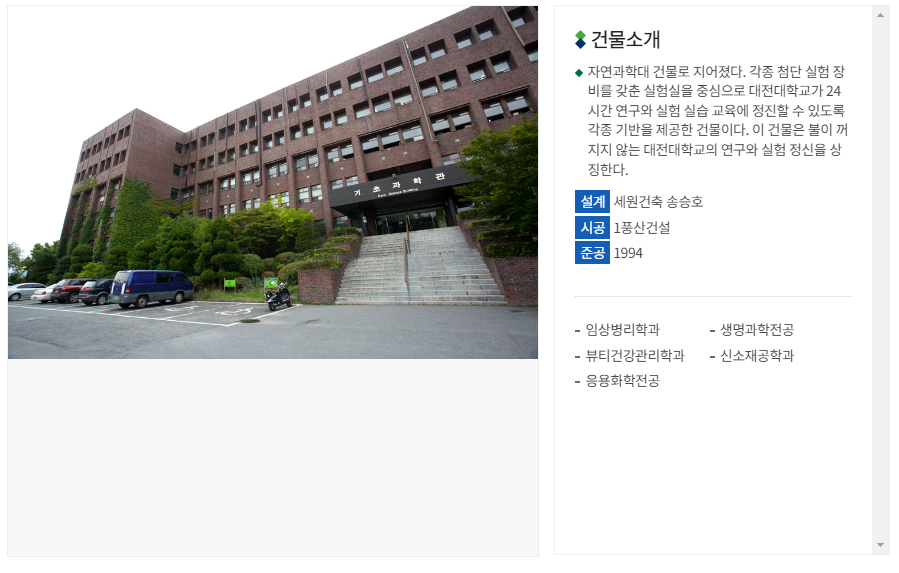 기초과학관
Basic Science Building
건물소개
자연과학대 건물로 지어졌다. 각종 첨단 실험 장
비를 갖춘 실험실을 중심으로 대전대학교가 24
시간 연구와 실험 실습 교육에 정진할 수 있도록
각종 기반을 제공한 건물이다. 이 건물은 불이 꺼
지지 않는 대전대학교의 연구와 실험 정신을 상
징한다.
설계 세원건축 송승호
시공 1풍산건설
준공 1994
- 임상병리학과 - 생명과학전공
- 뷰티건강관리학과 - 신소재공학과
- 응용화학전공